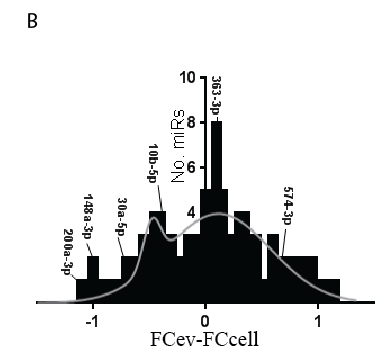 B
10
8
6
4
No. miRs
363-3p
10b-5p
148a-3p
30a-5p
200a-3p
574-3p
-1
0
1
FCev-FCcell